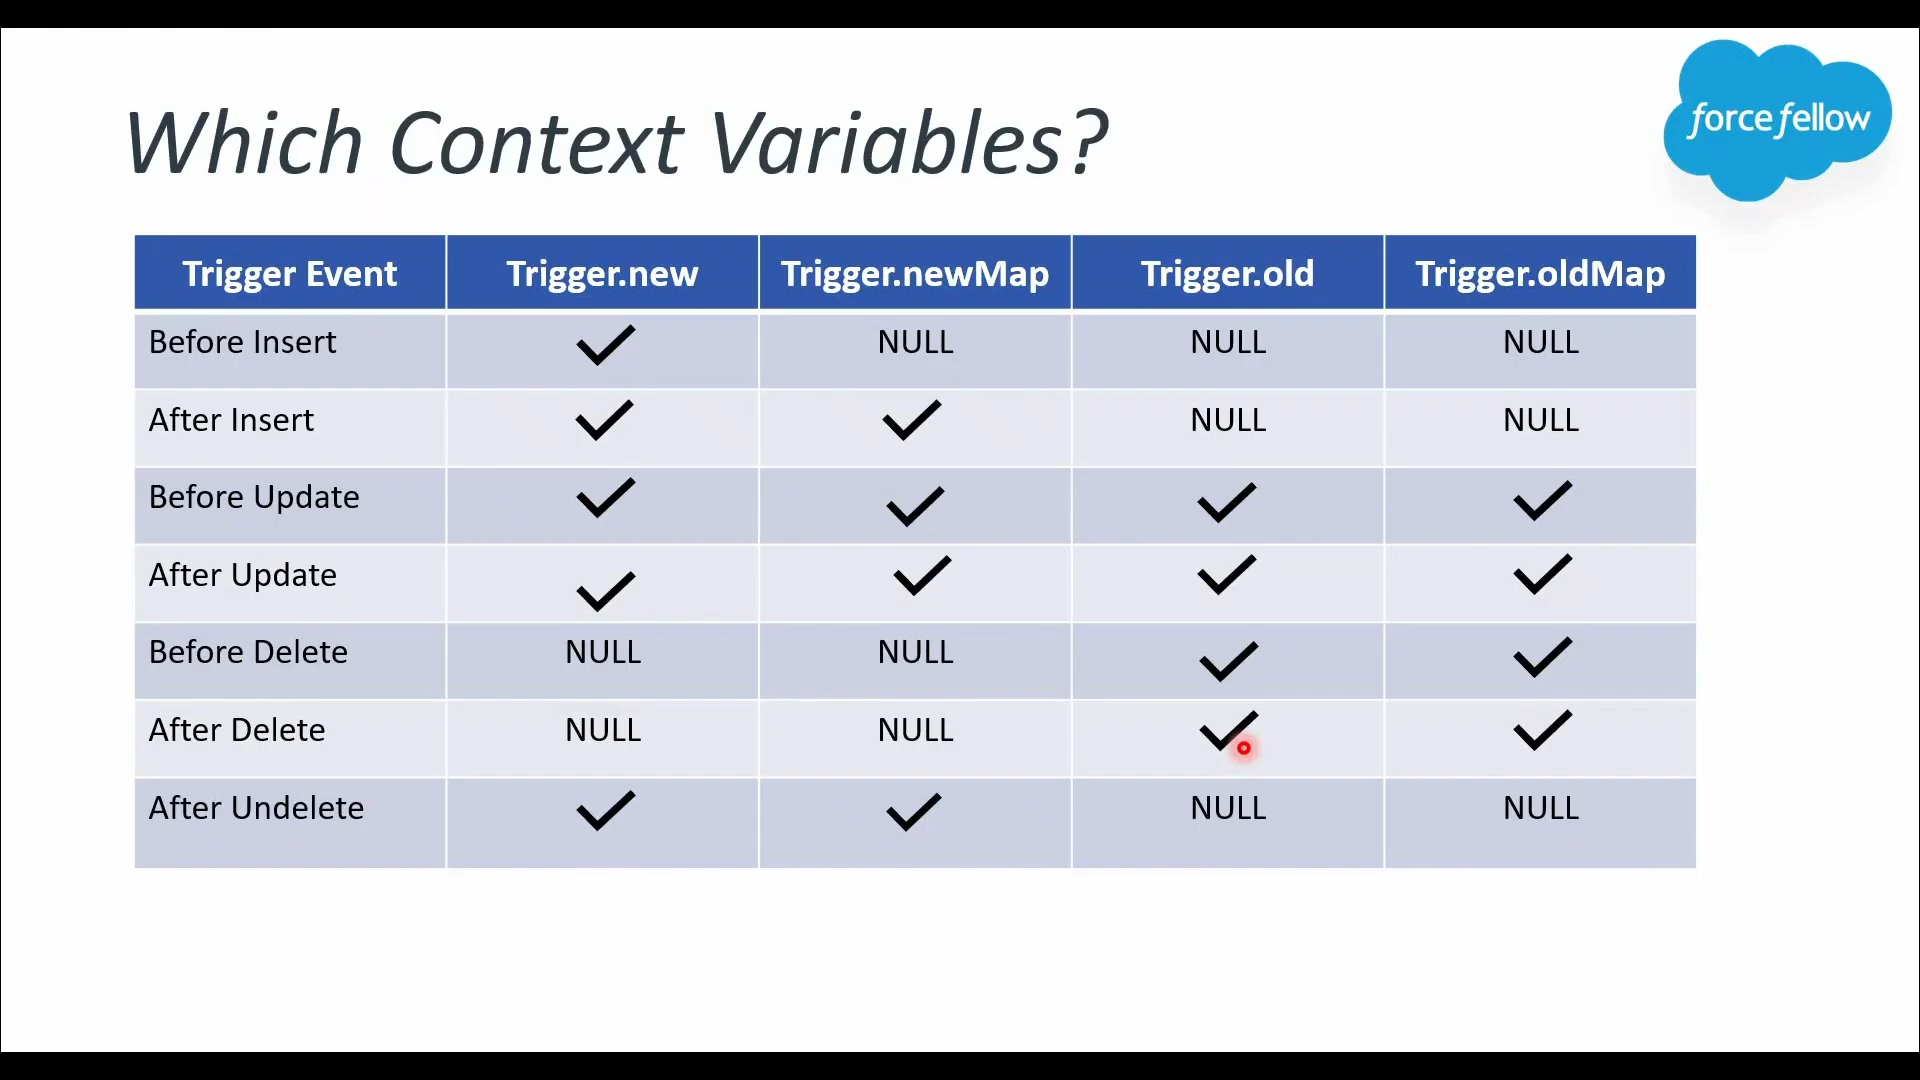 force fellow
Which Context Variables?
Trigger Event Trigger.new Trigger.newMap Trigger.old Trigger.oldMap
Before Insert ✓ NULL NULL NULL
After Insert ✓ ✓ NULL NULL
Before Update ✓ ✓ ✓ ✓
After Update ✓ ✓ ✓ ✓
Before Delete NULL NULL ✓ ✓
After Delete NULL NULL ✓ ✓
After Undelete ✓ ✓ NULL NULL